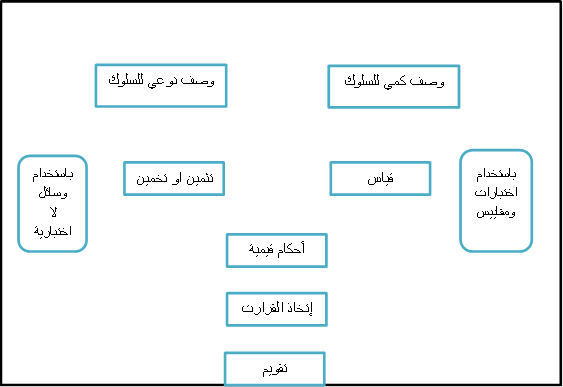 وصف كمي للسلوك
وصف نوعي للسلوك
باستخدام
اختبارات
ومقاييس
قياس
تثمين او تخمين
باستخدام
وسائل
لا
اختبارية
أحكام قيمية
إتخاذ القرارت
تقويم